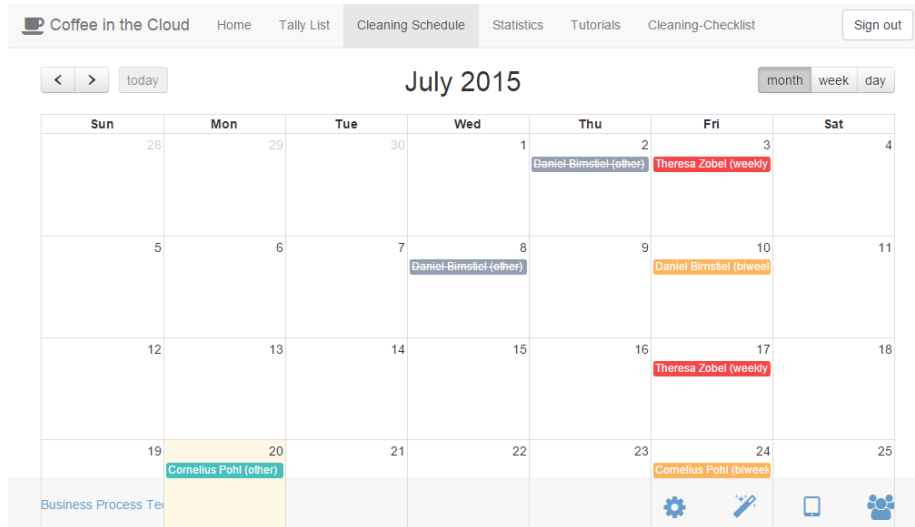 Coffee in the Cloud Home Tally List Cleaning Schedule Statistics Tutorials Cleaning-Checklist Sign out
< > today July 2015 month week day
Sun Mon Tue Wed Thu Fri Sat
28 29 30 1 2 3 4
Daniel Birnstiel (other) Theresa Zobel (weekly
5 6 7 8 9 10 11
Daniel Birnstiel (other) Daniel Birnstiel (biweel
12 13 14 15 16 17 18
Theresa Zobel (weekly
19 20 21 22 23 24 25
Cornelius Pohl (other) Cornelius Pohl (biweek
Business Process Tec